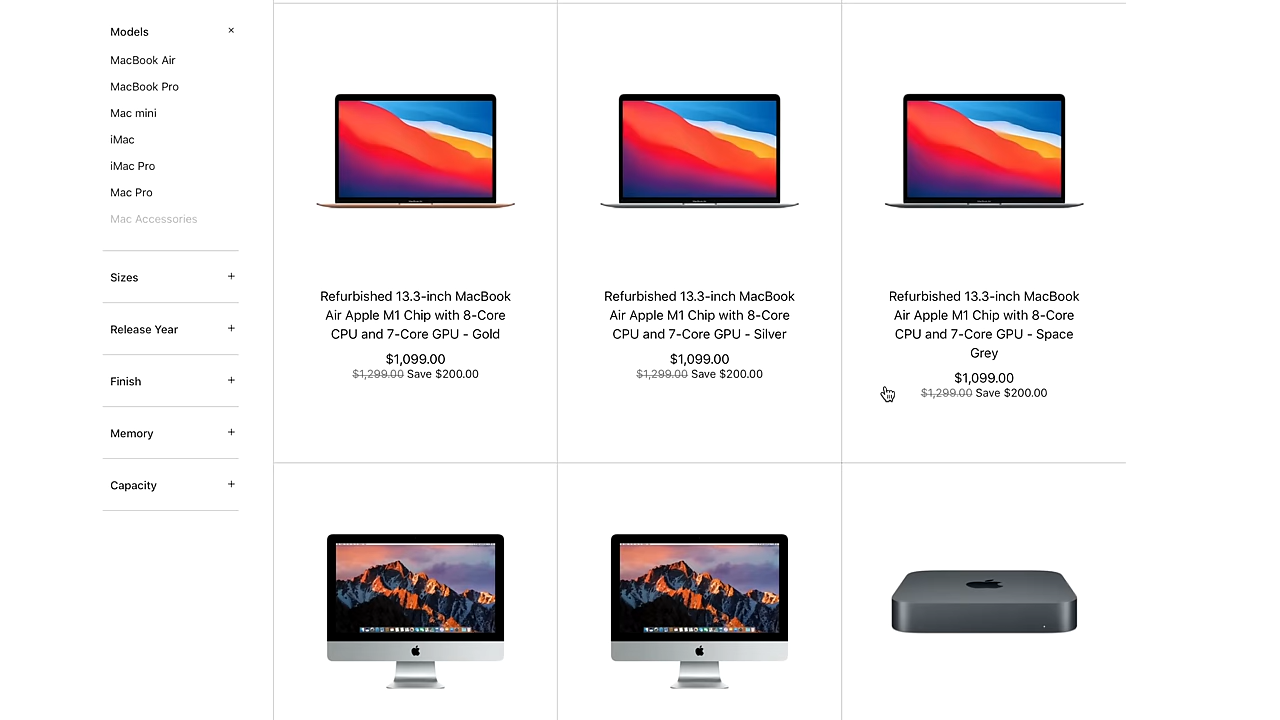 Models
MacBook Air
MacBook Pro
Mac mini
iMac
iMac Pro
Mac Pro
Mac Accessories
Sizes
Release Year
Finish
Memory
Capacity
Refurbished 13.3-inch MacBook
Air Apple M1 Chip with 8-Core
CPU and 7-Core GPU - Gold
$1,099.00
$1,299.00 Save $200.00
Refurbished 13.3-inch MacBook
Air Apple M1 Chip with 8-Core
CPU and 7-Core GPU - Silver
$1,099.00
$1,299.00 Save $200.00
Refurbished 13.3-inch MacBook
Air Apple M1 Chip with 8-Core
CPU and 7-Core GPU - Space
Grey
$1,099.00
$1,299.00 Save $200.00